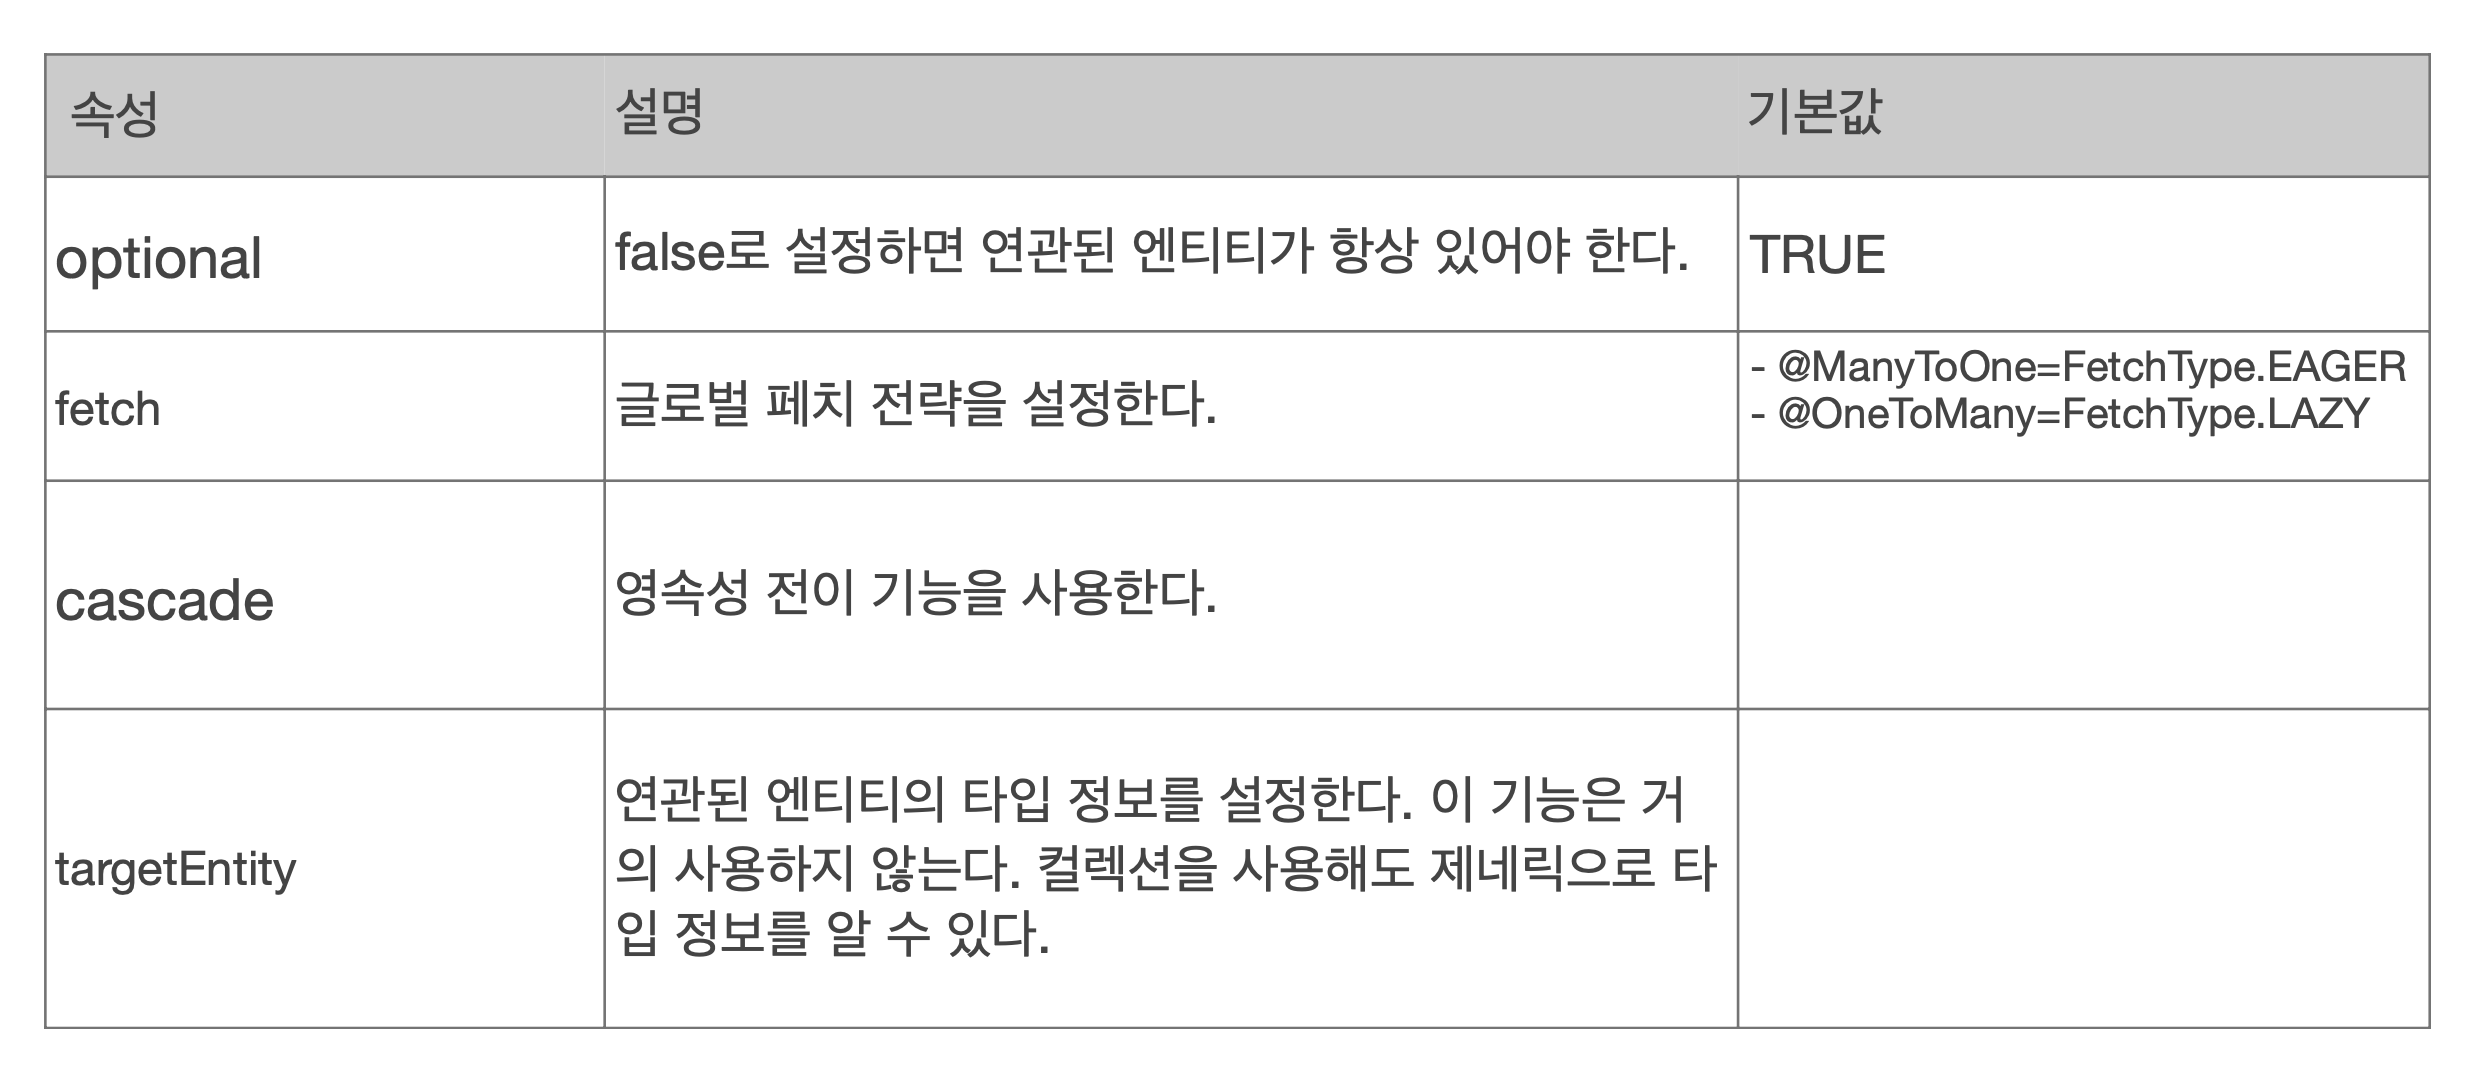 속성
설명
기본값
optional
false로 설정하면 연관된 엔티티가 항상 있어야 한다.
TRUE
fetch
글로벌 페치 전략을 설정한다.
- @ManyToOne=FetchType.EAGER
- @OneToMany=FetchType.LAZY
cascade
영속성 전이 기능을 사용한다.
targetEntity
연관된 엔티티의 타입 정보를 설정한다. 이 기능은 거
의 사용하지 않는다. 컬렉션을 사용해도 제네릭으로 타
입 정보를 알 수 있다.